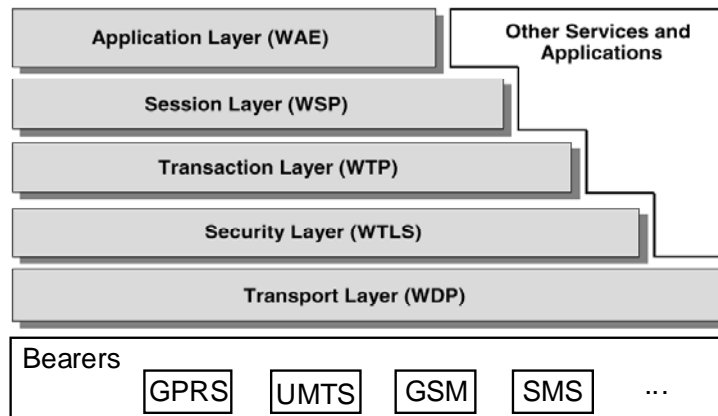 Application Layer (WAE)
Other Services and
Applications
Session Layer (WSP)
Transaction Layer (WTP)
Security Layer (WTLS)
Transport Layer (WDP)
Bearers
GPRS UMTS GSM SMS ...